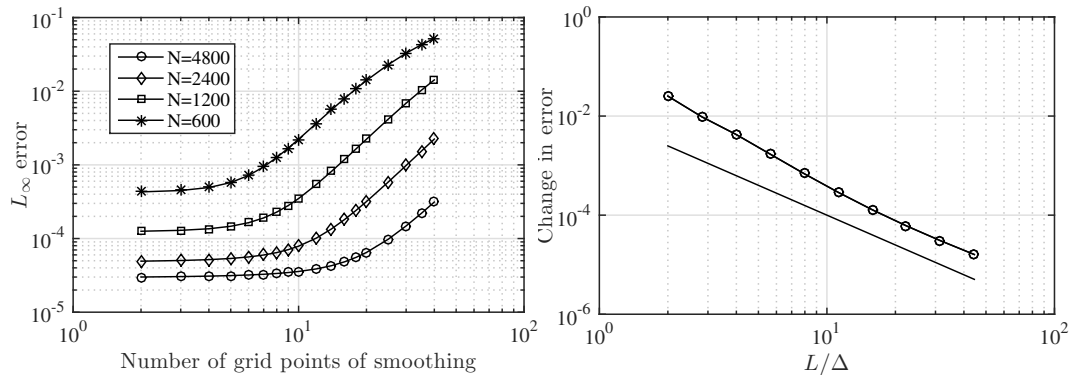 10^{-1}
10^{-2}
10^{-3}
10^{-4}
10^{-5}
L_∞ error
N=4800
N=2400
N=1200
N=600
10^0
10^1
10^2
Number of grid points of smoothing
10^0
10^{-2}
10^{-4}
10^{-6}
Change in error
10^0
10^1
10^2
L/Δ